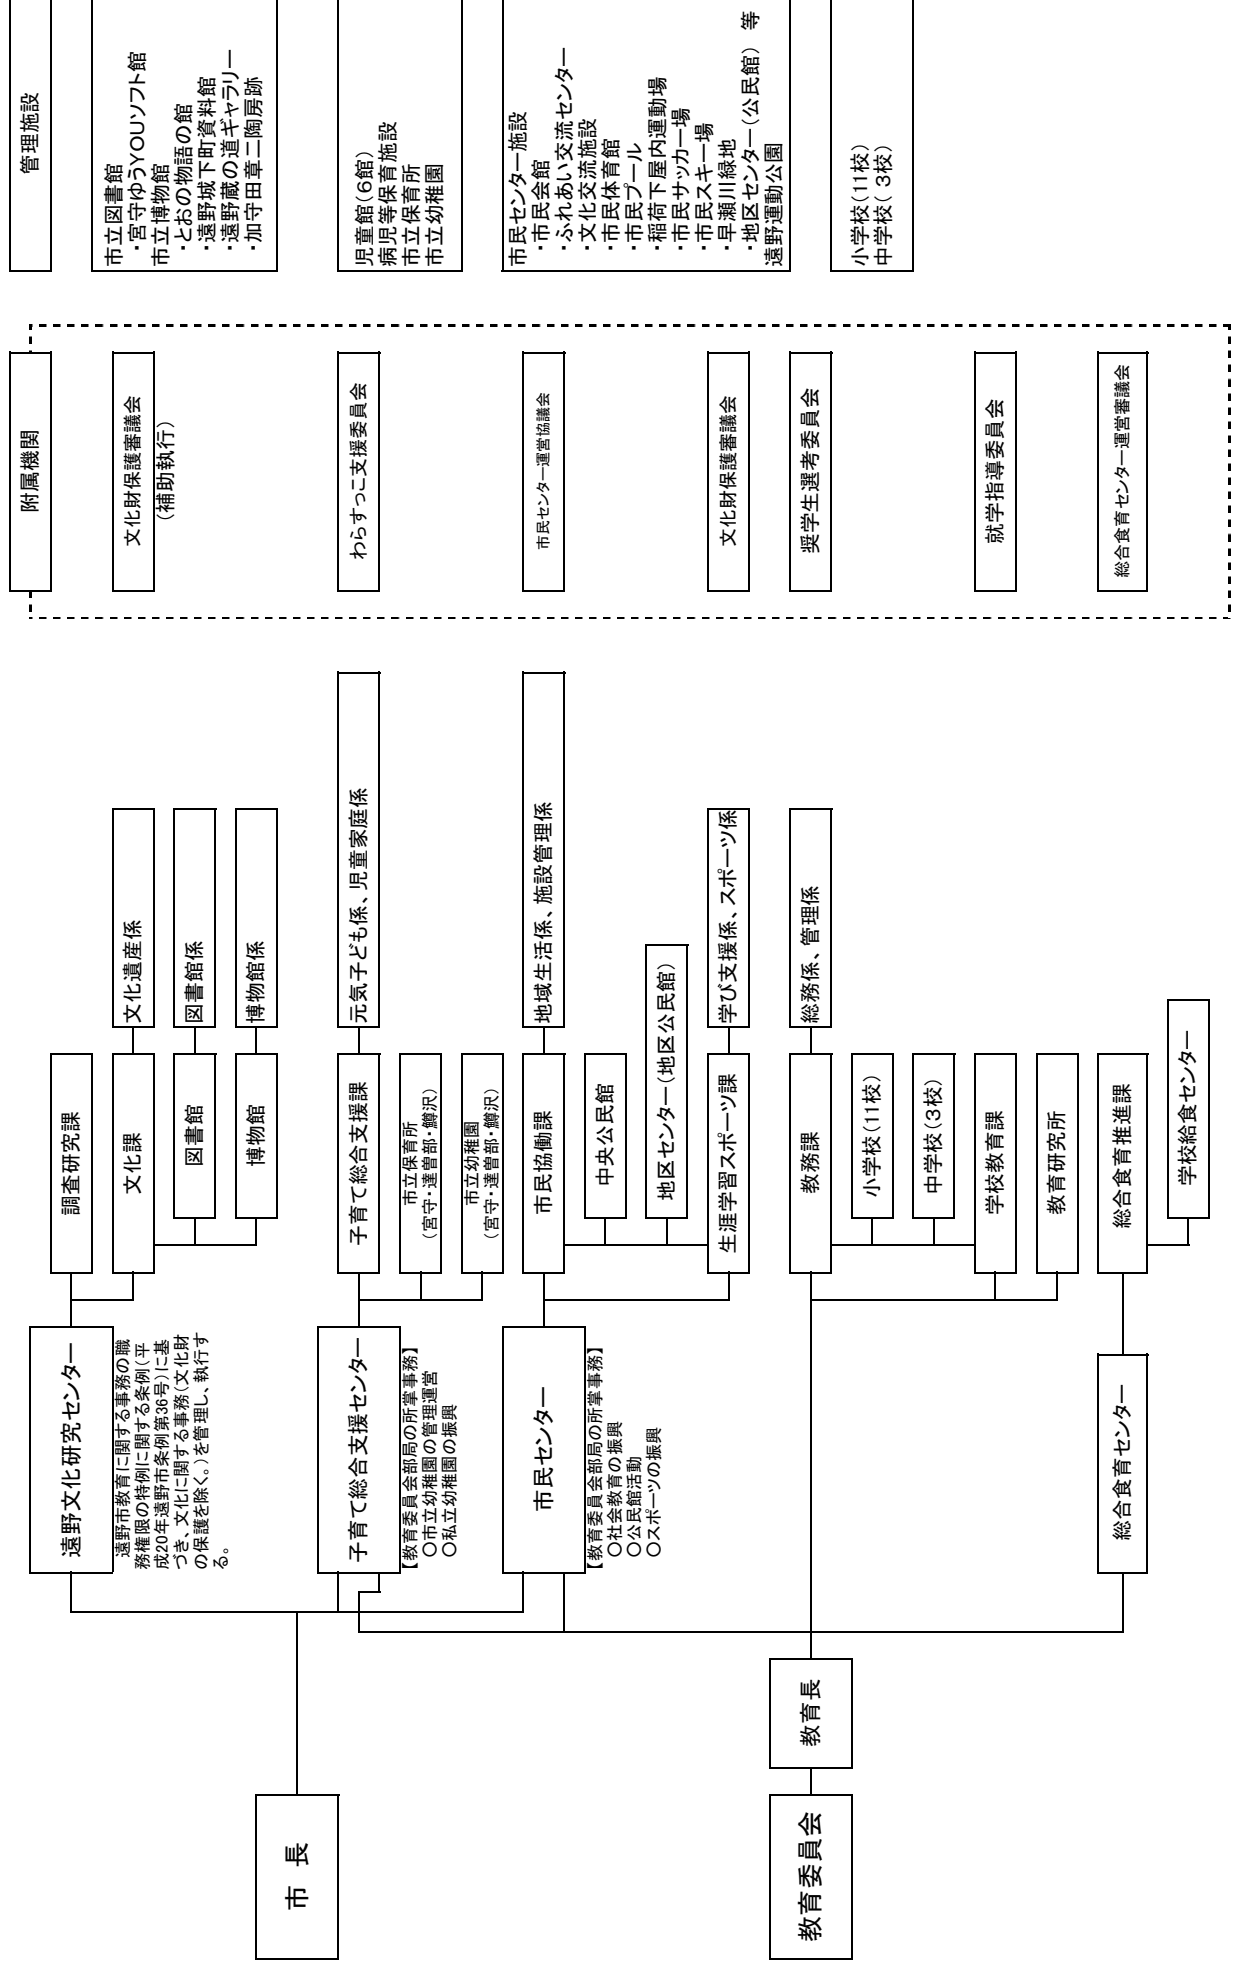 市 長
教育委員会
教育長
遠野文化研究センター
遠野市教育に関する事務の職
務権限の特例に関する条例（平
成20年遠野市条例第36号）に基
づき、文化に関する事務（文化財
の保護を除く。）を管理し、執行す
る。
調査研究課
文化課
文化遺産係
図書館
図書館係
博物館
博物館係
子育て総合支援センター
【教育委員会部局の所掌事務】
○市立幼稚園の管理運営
○私立幼稚園の振興
子育て総合支援課
元気子ども係、児童家庭係
市立保育所
（宮守・達曽部・鱒沢）
市立幼稚園
（宮守・達曽部・鱒沢）
市民センター
【教育委員会部局の所掌事務】
○社会教育の振興
○公民館活動
○スポーツの振興
市民協働課
地域生活係、施設管理係
中央公民館
地区センター（地区公民館）
生涯学習スポーツ課
学び支援係、スポーツ係
教務課
総務係、管理係
小学校（11校）
中学校（3校）
学校教育課
教育研究所
総合食育センター
総合食育推進課
学校給食センター
附属機関
文化財保護審議会
（補助執行）
わらすっこ支援委員会
市民センター運営協議会
文化財保護審議会
奨学生選考委員会
就学指導委員会
総合食育センター運営審議会
管理施設
市立図書館
・宮守ゆうYOUソフト館
市立博物館
・とおの物語の館
・遠野城下町資料館
・遠野蔵の道ギャラリー
・加守田章二陶房跡
児童館（6館）
病児等保育施設
市立保育所
市立幼稚園
市民センター施設
・市民会館
・ふれあい交流センター
・文化交流施設
・市民体育館
・市民プール
・稲荷下屋内運動場
・市民サッカー場
・市民スキー場
・早瀬川緑地
・地区センター（公民館） 等
遠野運動公園
小学校（11校）
中学校（ 3校）